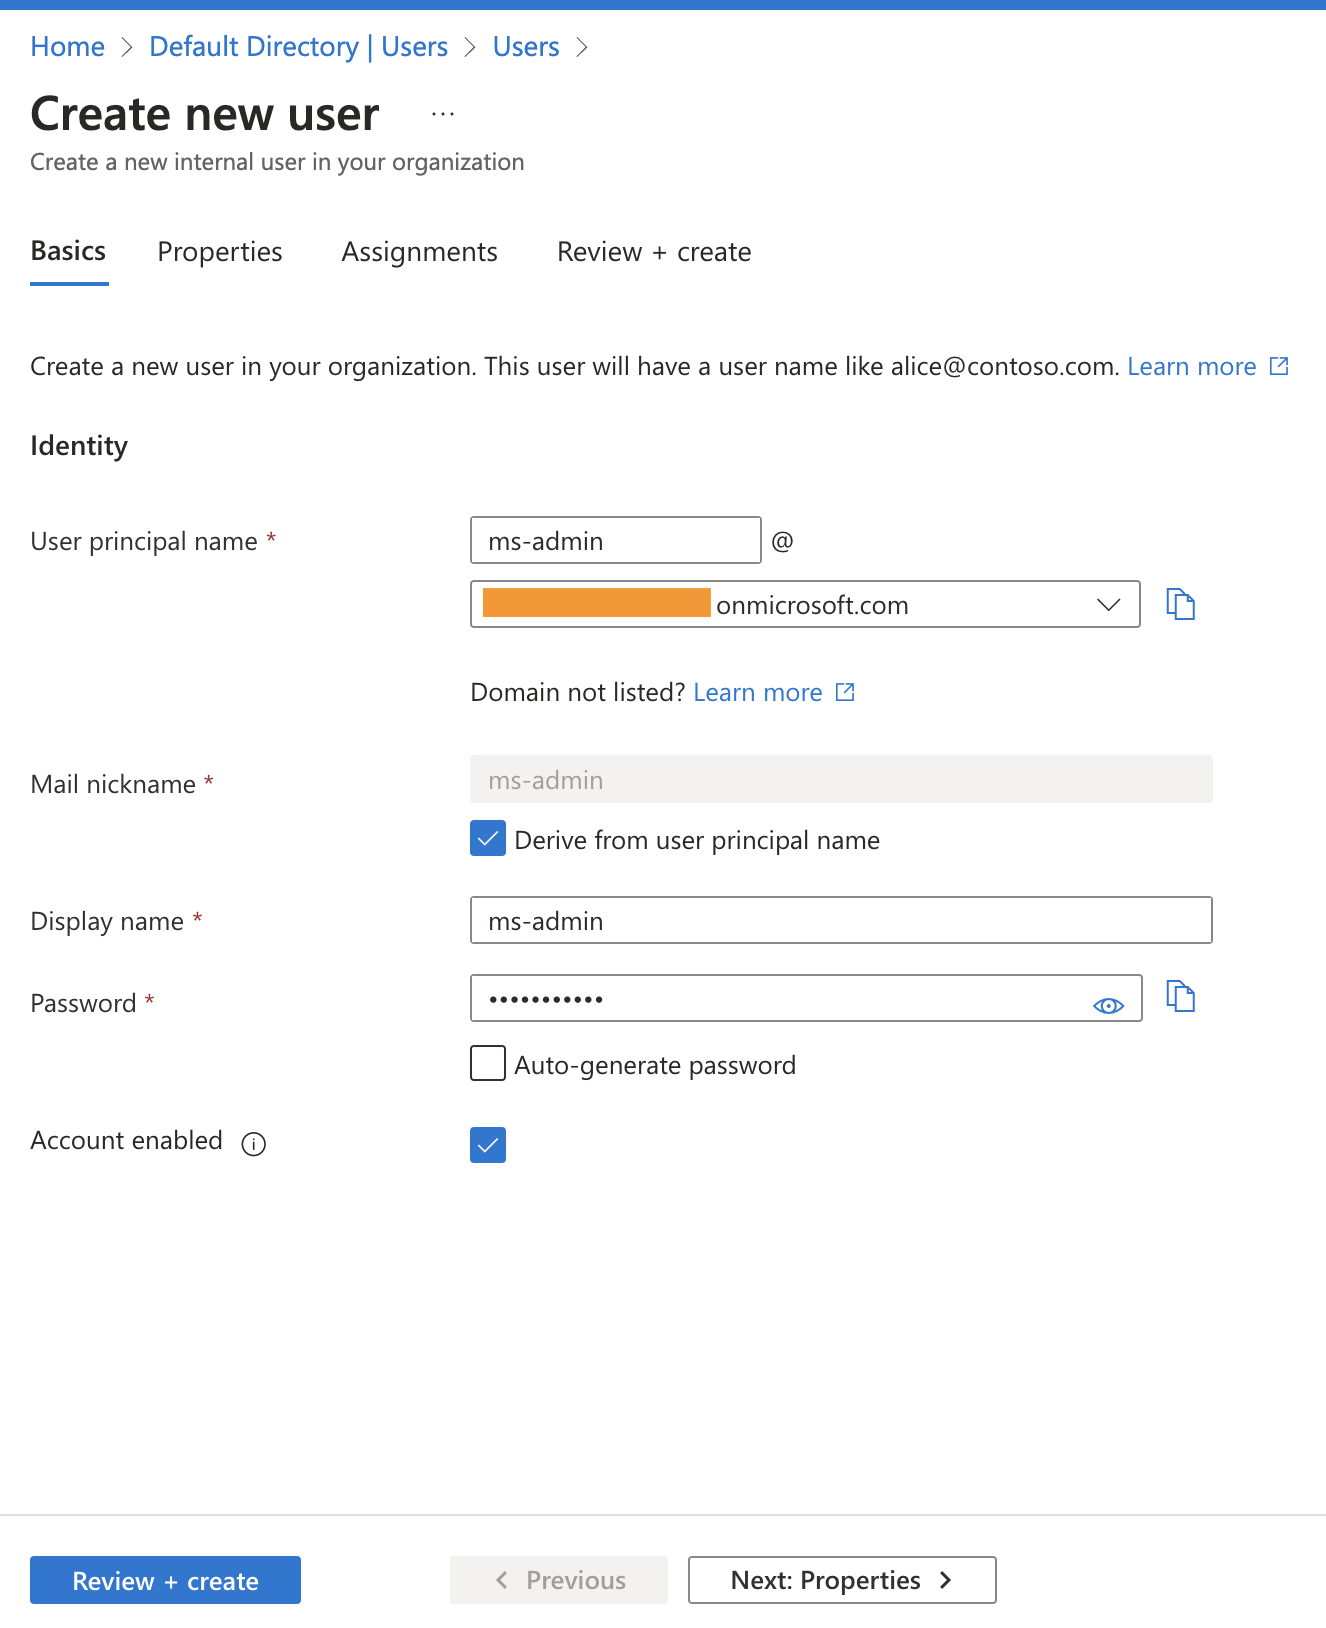 Home > Default Directory | Users > Users >
Create new user ...
Create a new internal user in your organization
Basics Properties Assignments Review + create
Create a new user in your organization. This user will have a user name like alice@contoso.com. Learn more
Identity
User principal name * ms-admin @
onmicrosoft.com
Domain not listed? Learn more
Mail nickname * ms-admin
Derive from user principal name
Display name * ms-admin
Password * •••••••••••
Auto-generate password
Account enabled
Review + create < Previous Next: Properties >